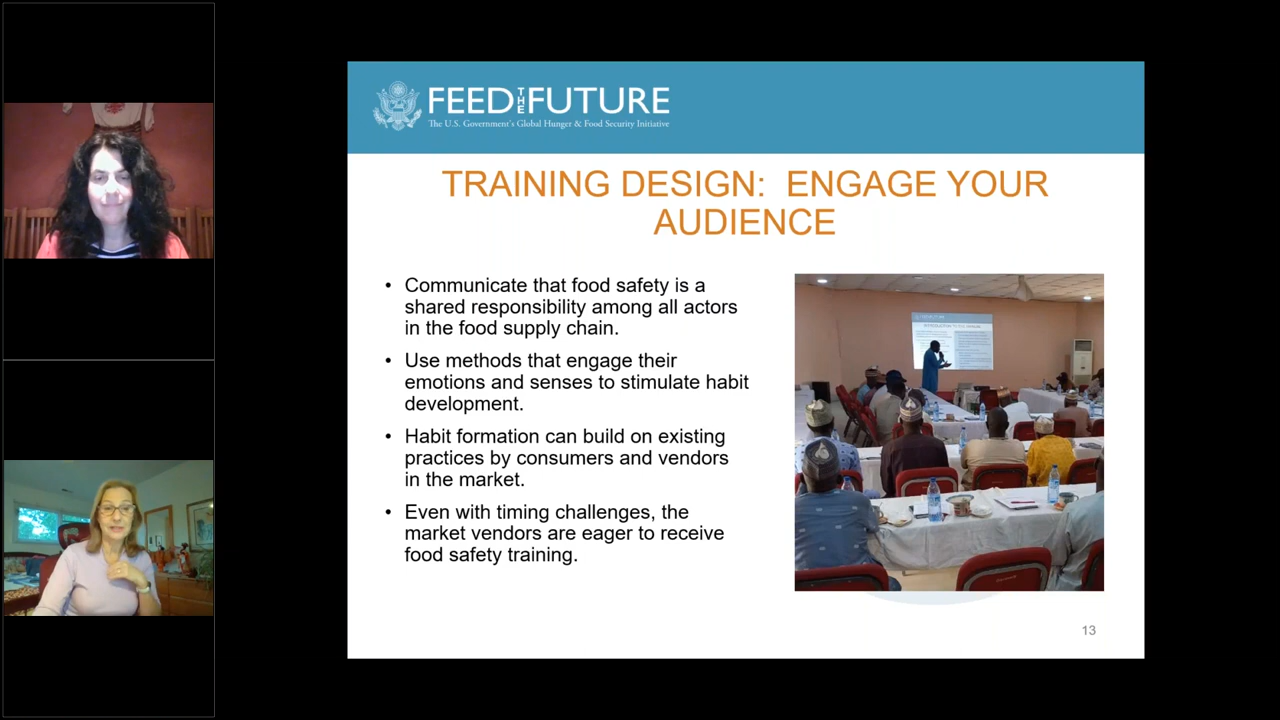 FEED THE FUTURE
The U.S. Government's Global Hunger & Food Security Initiative
TRAINING DESIGN: ENGAGE YOUR
AUDIENCE
• Communicate that food safety is a
shared responsibility among all actors
in the food supply chain.
• Use methods that engage their
emotions and senses to stimulate habit
development.
• Habit formation can build on existing
practices by consumers and vendors
in the market.
• Even with timing challenges, the
market vendors are eager to receive
food safety training.
13